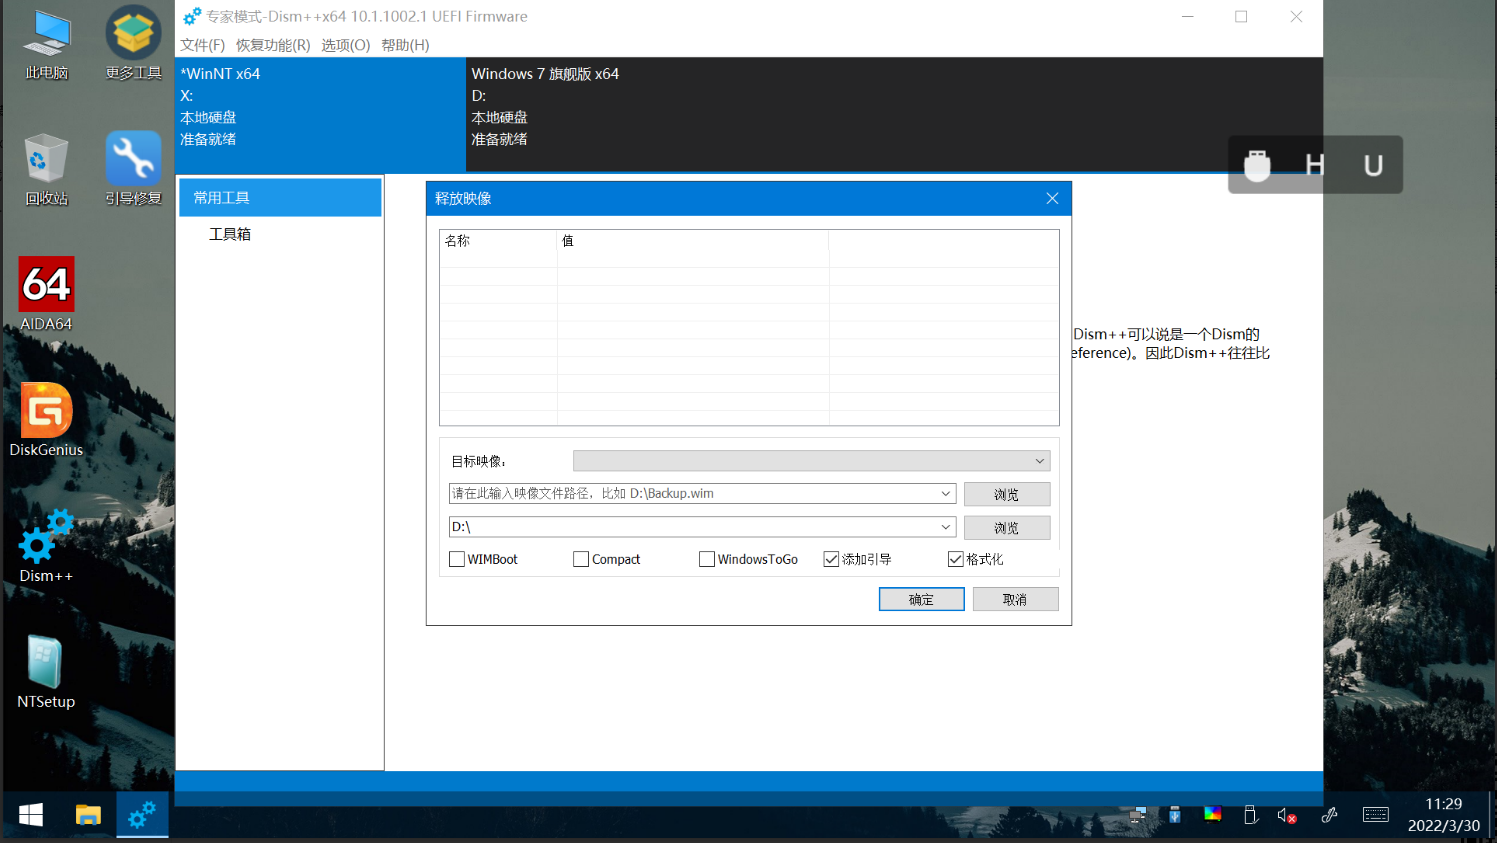 此电脑
更多工具
回收站
引导修复
64
AIDA64
DiskGenius
Dism++
NTSetup
专家模式-Dism++x64 10.1.1002.1 UEFI Firmware
文件(F) 恢复功能(R) 选项(O) 帮助(H)
*WinNT x64
X:
本地硬盘
准备就绪
Windows 7 旗舰版 x64
D:
本地硬盘
准备就绪
H U
常用工具
工具箱
释放映像
名称 值
Dism++可以说是一个Dism的
eference)。因此Dism++往往比
目标映像:
请在此输入映像文件路径，比如 D:\Backup.wim 浏览
D:\ 浏览
WIMBoot Compact WindowsToGo 添加引导 格式化
确定 取消
11:29
2022/3/30